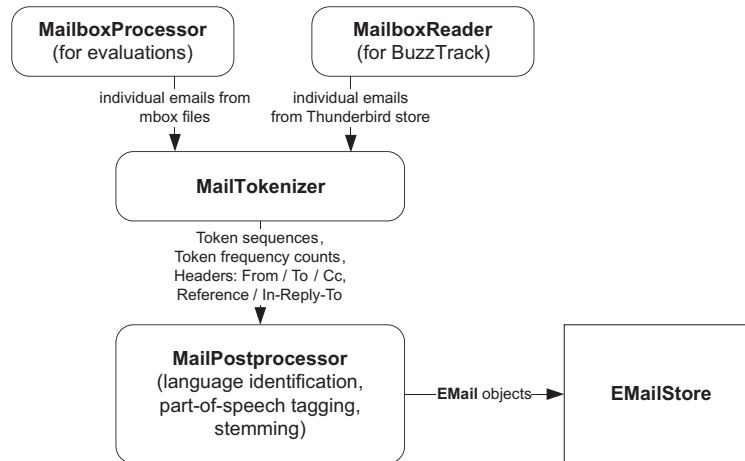 MailboxProcessor
(for evaluations)
MailboxReader
(for BuzzTrack)
individual emails from
mbox files
individual emails
from Thunderbird store
MailTokenizer
Token sequences,
Token frequency counts,
Headers: From / To / Cc,
Reference / In-Reply-To
MailPostprocessor
(language identification,
part-of-speech tagging,
stemming)
EMail objects
EMailStore